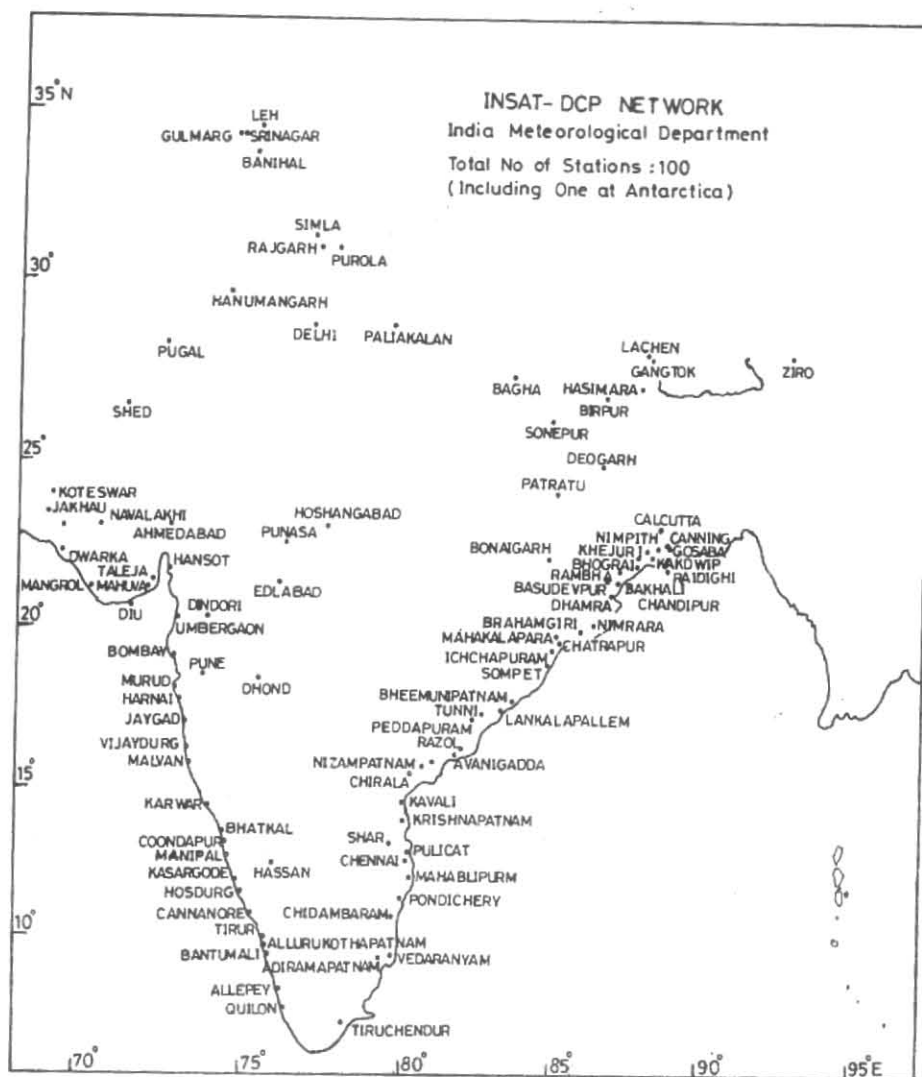 35°N
INSAT-DCP NETWORK
India Meteorological Department
Total No of Stations :100
(Including One at Antarctica)
LEH
GULMARG
SRINAGAR
BANIHAL
SIMLA
RAJGARH
PUROLA
30°
HANUMANGARH
DELHI
PALIAKALAN
PUGAL
LACHEN
GANGTOK
ZIRO
BAGHA
HASIMARA
BIRPUR
SHED
SONEPUR
25°
DEOGARH
PATRATU
KOTESWAR
JAKHAU
NAVALAKHI
AHMEDABAD
HOSHANGABAD
PUNASA
CALCUTTA
NIMPITH
CANNING
BONAIGARH
KHEJURI
GOSABA
DWARKA
HANSOT
BHOGRAI
KAKDWIP
TALEJA
RAMBHA
RAIDIGHI
MANGROL
MAHUVA
EDLABAD
BASUDEVPUR
BAKHALI
20°
DIU
DINDORI
DHAMRA
CHANDIPUR
UMBERGAON
BRAHAMGIRI
NIMRARA
MAHAKALAPARA
CHATRAPUR
BOMBAY
PUNE
ICHCHAPURAM
SOMPET
MURUD
DHOND
HARNAI
BHEEMUNIPATNAM
JAYGAD
TUNNI
LANKALAPALLEM
PEDDAPURAM
VIJAYDURG
RAZOL
MALVAN
NIZAMPATNAM
AVANIGADDA
15°
CHIRALA
KARWAR
KAVALI
KRISHNAPATNAM
BHATKAL
COONDAPUR
SHAR
PULICAT
MANIPAL
CHENNAI
KASARGODE
HASSAN
MAHABLIPURM
HOSDURG
PONDICHERY
CANNANORE
CHIDAMBARAM
10°
TIRUR
ALLURUKOTHAPATNAM
BANTUMALI
ADIRAMAPATNAM
VEDARANYAM
ALLEPEY
QUILON
TIRUCHENDUR
70°
75°
80°
85°
90°
95°E